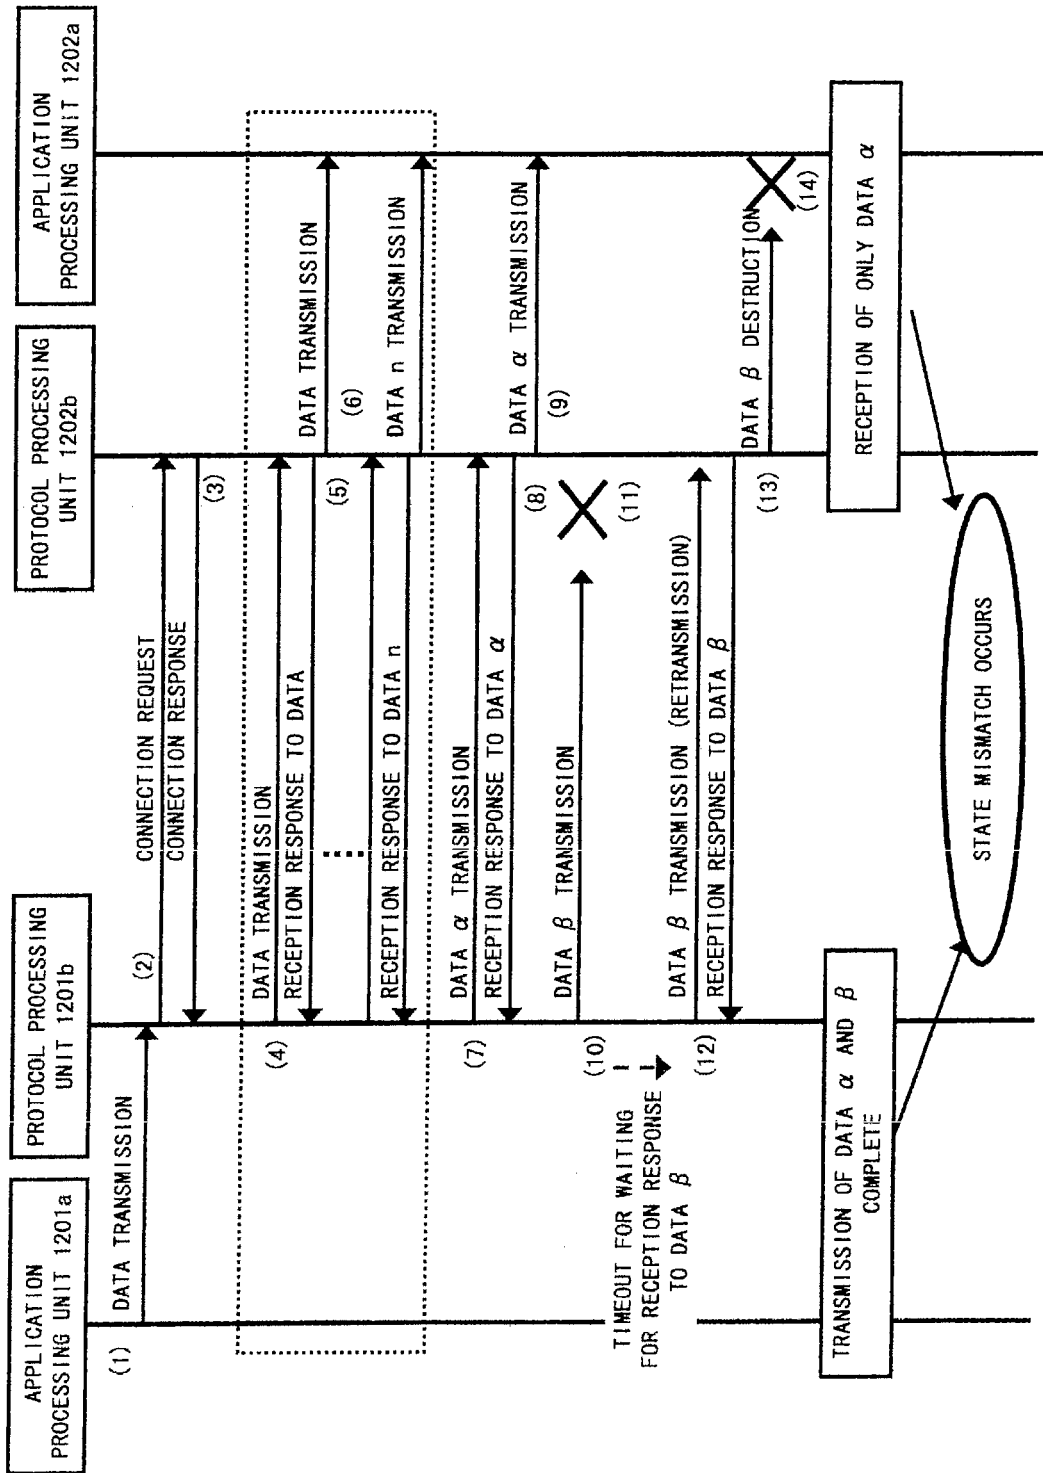 APPLICATION
PROCESSING UNIT 1201a
PROTOCOL PROCESSING
UNIT 1201b
PROTOCOL PROCESSING
UNIT 1202b
APPLICATION
PROCESSING UNIT 1202a
(1)
DATA TRANSMISSION
(2)
CONNECTION REQUEST
CONNECTION RESPONSE
(3)
(4)
DATA TRANSMISSION
RECEPTION RESPONSE TO DATA
(5)
DATA TRANSMISSION
(6)
RECEPTION RESPONSE TO DATA n
DATA n TRANSMISSION
(7)
DATA α TRANSMISSION
RECEPTION RESPONSE TO DATA α
(8)
DATA α TRANSMISSION
(9)
DATA β TRANSMISSION
(10)
(11)
TIMEOUT FOR WAITING
FOR RECEPTION RESPONSE
TO DATA β
(12)
DATA β TRANSMISSION (RETRANSMISSION)
RECEPTION RESPONSE TO DATA β
(13)
DATA β DESTRUCTION
(14)
TRANSMISSION OF DATA α AND β
COMPLETE
RECEPTION OF ONLY DATA α
STATE MISMATCH OCCURS